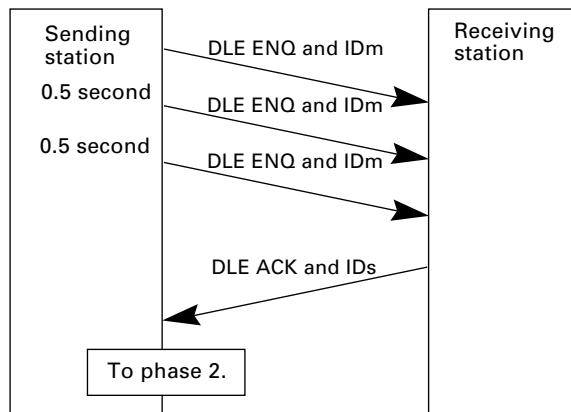 Sending
station
Receiving
station
DLE ENQ and IDm
0.5 second
DLE ENQ and IDm
0.5 second
DLE ENQ and IDm
DLE ACK and IDs
To phase 2.